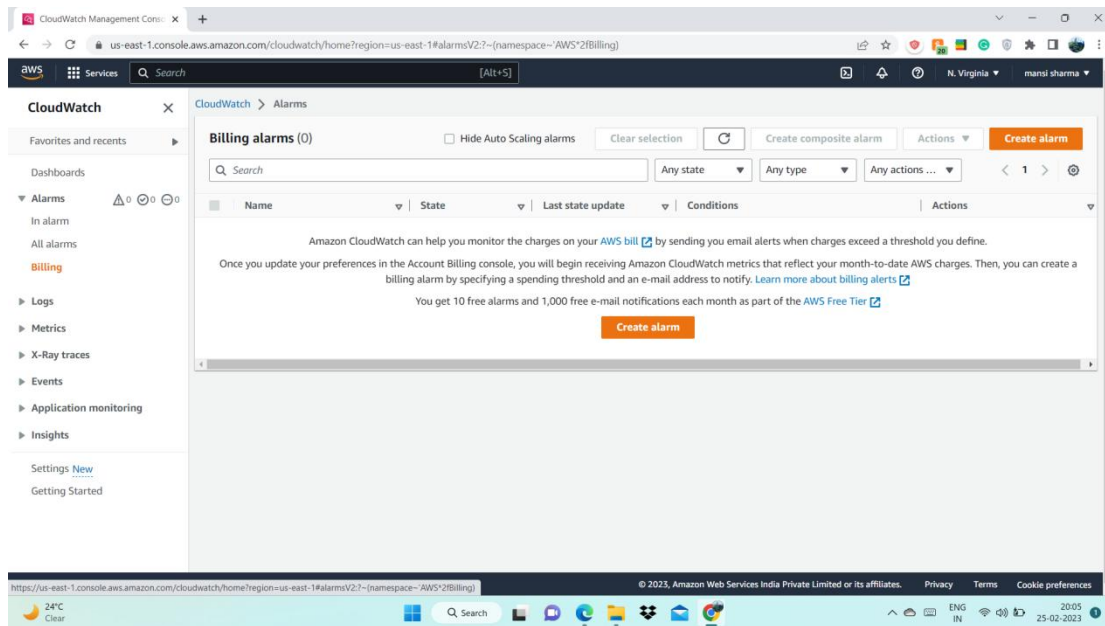 CloudWatch Management Consc
us-east-1.console.aws.amazon.com/cloudwatch/home?region=us-east-1#alarmsV2:?~(namespace~'AWS*2fBilling)
20
aws Services Search [Alt+S] N. Virginia mansi sharma
CloudWatch
Favorites and recents
Dashboards
Alarms 0 0 0
In alarm
All alarms
Billing
Logs
Metrics
X-Ray traces
Events
Application monitoring
Insights
Settings New
Getting Started
CloudWatch > Alarms
Billing alarms (0) Hide Auto Scaling alarms Clear selection Create composite alarm Actions Create alarm
Search Any state Any type Any actions ... 1
Name State Last state update Conditions Actions
Amazon CloudWatch can help you monitor the charges on your AWS bill by sending you email alerts when charges exceed a threshold you define.
Once you update your preferences in the Account Billing console, you will begin receiving Amazon CloudWatch metrics that reflect your month-to-date AWS charges. Then, you can create a
billing alarm by specifying a spending threshold and an e-mail address to notify. Learn more about billing alerts
You get 10 free alarms and 1,000 free e-mail notifications each month as part of the AWS Free Tier
Create alarm
https://us-east-1.console.aws.amazon.com/cloudwatch/home?region=us-east-1#alarmsV2:?~(namespace~'AWS*2fBilling)
© 2023, Amazon Web Services India Private Limited or its affiliates. Privacy Terms Cookie preferences
24°C
Clear
Search
ENG
IN
20:05
25-02-2023
1